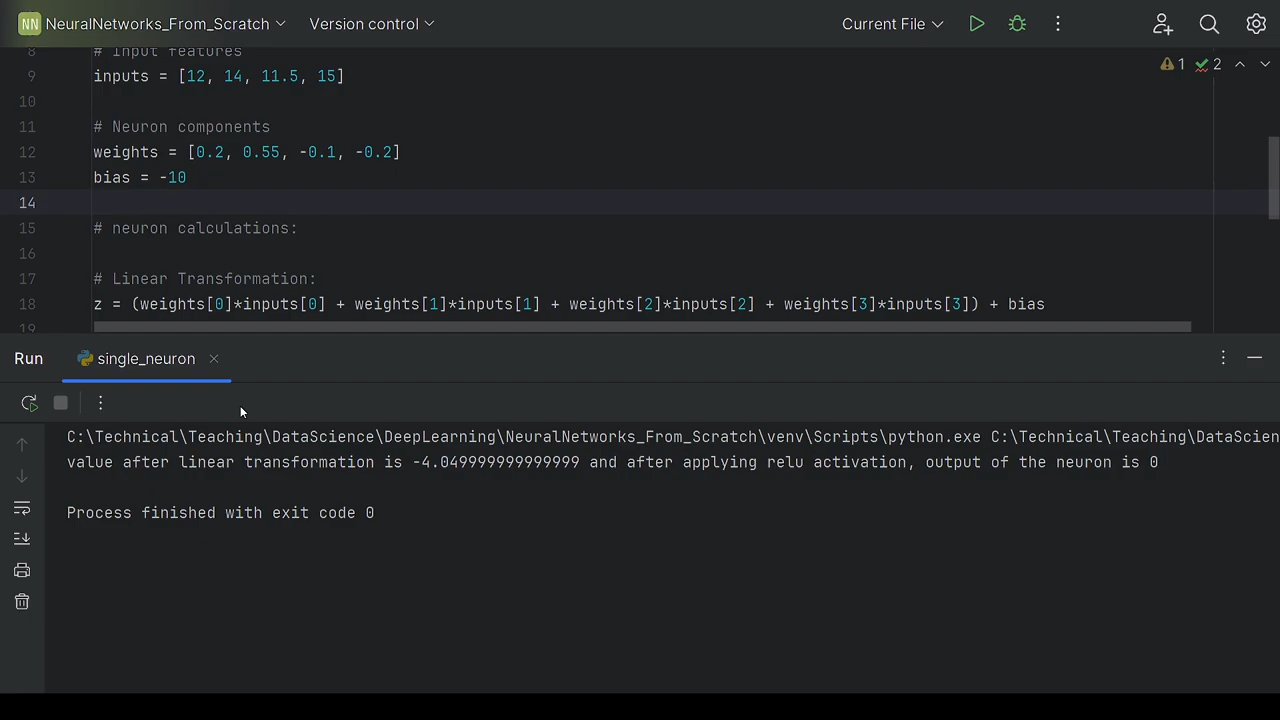 NN NeuralNetworks_From_Scratch Version control Current File
8 # Input features
9 inputs = [12, 14, 11.5, 15] 1 2
10
11 # Neuron components
12 weights = [0.2, 0.55, -0.1, -0.2]
13 bias = -10
14
15 # neuron calculations:
16
17 # Linear Transformation:
18 z = (weights[0]*inputs[0] + weights[1]*inputs[1] + weights[2]*inputs[2] + weights[3]*inputs[3]) + bias
19
Run single_neuron
C:\Technical\Teaching\DataScience\DeepLearning\NeuralNetworks_From_Scratch\venv\Scripts\python.exe C:\Technical\Teaching\DataScien
value after linear transformation is -4.049999999999999 and after applying relu activation, output of the neuron is 0
Process finished with exit code 0